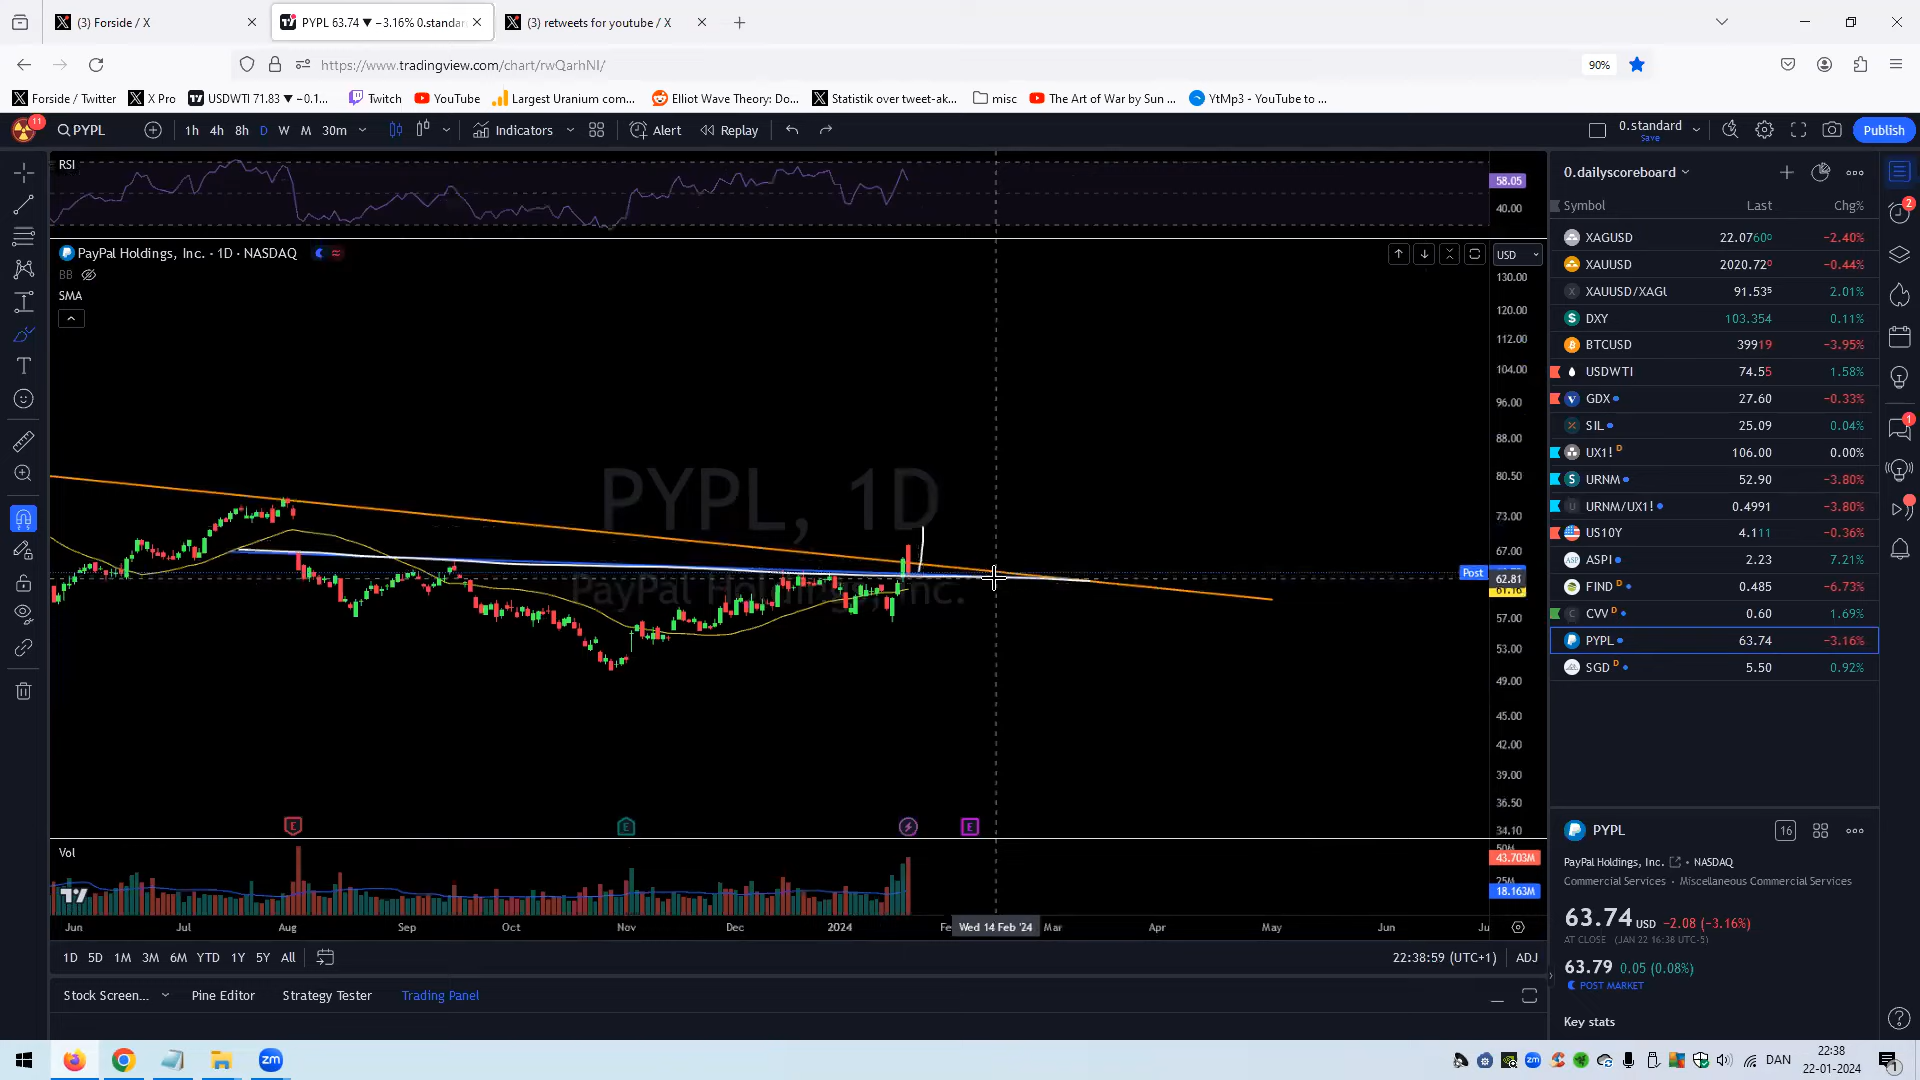 (3) Forside / X
PYPL 63.74 ▼ −3.16% 0.standar
(3) retweets for youtube / X
https://www.tradingview.com/chart/rwQarhNI/
90%
Forside / Twitter
X Pro
USDWTI 71.83 ▼ −0.1...
Twitch
YouTube
Largest Uranium com...
Elliot Wave Theory: Do...
Statistik over tweet-ak...
misc
The Art of War by Sun ...
YtMp3 - YouTube to ...
11
PYPL
1h 4h 8h D W M 30m
Indicators
Alert
Replay
0.standard
Save
Publish
RSI
58.05
40.00
PayPal Holdings, Inc. · 1D · NASDAQ
BB
SMA
USD
130.00
120.00
112.00
104.00
96.00
88.00
80.50
73.00
67.00
Post
62.81
61.16
57.00
53.00
49.00
45.00
42.00
39.00
36.50
34.10
PYPL, 1D
PayPal Holdings, Inc.
E
E
E
Vol
43.703M
25M
18.163M
Jun Jul Aug Sep Oct Nov Dec 2024 Fe Wed 14 Feb '24 Mar Apr May Jun Ju
1D 5D 1M 3M 6M YTD 1Y 5Y All
22:38:59 (UTC+1)
ADJ
Stock Screen...
Pine Editor
Strategy Tester
Trading Panel
0.dailyscoreboard
Symbol Last Chg%
XAGUSD 22.0760⁰ −2.40%
XAUUSD 2020.72⁰ −0.44%
XAUUSD/XAGU 91.53⁵ 2.01%
DXY 103.354 0.11%
BTCUSD 39919 −3.95%
USDWTI 74.55 1.58%
GDX 27.60 −0.33%
SIL 25.09 0.04%
UX1! D 106.00 0.00%
URNM 52.90 −3.80%
URNM/UX1! 0.4991 −3.80%
US10Y 4.111 −0.36%
ASPI 2.23 7.21%
FIND D 0.485 −6.73%
CVV D 0.60 1.69%
PYPL 63.74 −3.16%
SGD D 5.50 0.92%
2
1
PYPL
16
PayPal Holdings, Inc. • NASDAQ
Commercial Services • Miscellaneous Commercial Services
63.74 USD −2.08 (−3.16%)
AT CLOSE (JAN 22 16:38 UTC-5)
63.79 0.05 (0.08%)
POST MARKET
Key stats
zm
zm
DAN
22:38
22-01-2024
1